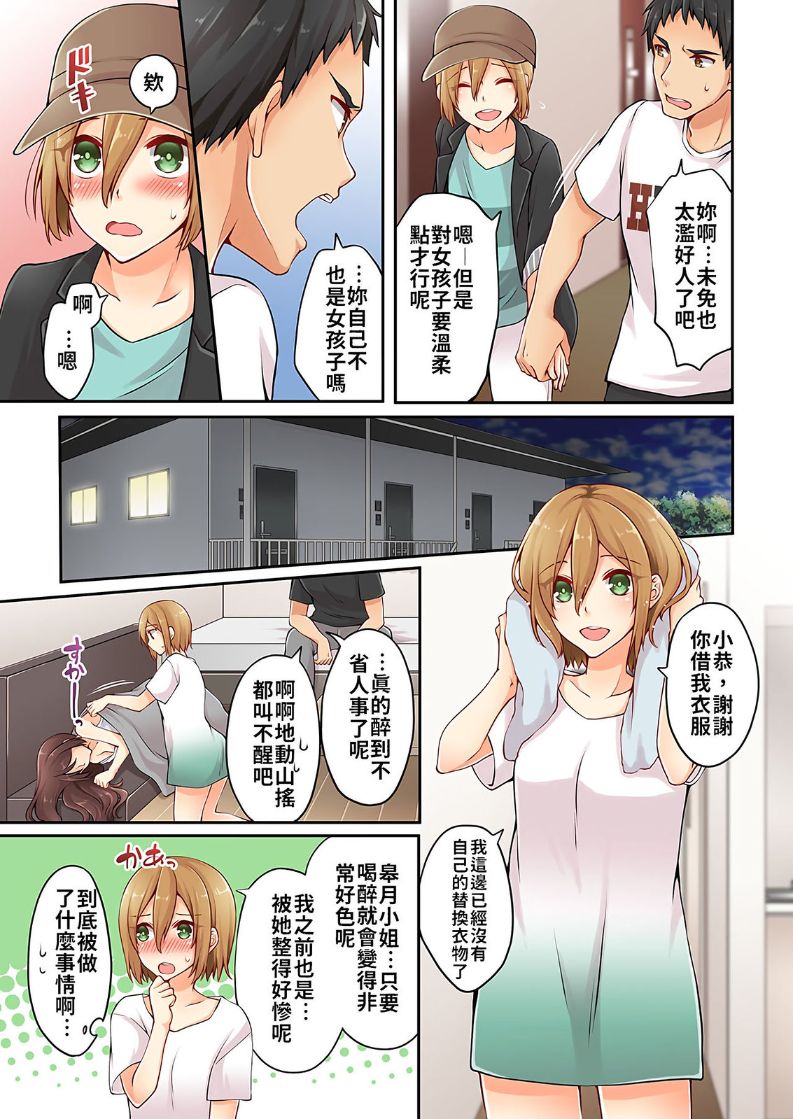 妳啊…未免也
太濫好人了吧
嗯—但是
對女孩子要溫柔
點才行呢
…妳自己不
也是女孩子嗎
欸
ドキ
啊…嗯
小恭，謝謝
你借我衣服
我這邊已經沒有
自己的替換衣物了
…眞的醉到不
省人事了呢
啊啊地動山搖
都叫不醒吧
すかーっ
皋月小姐…只要
喝醉就會變得非
常好色呢
我之前也是…
被她整得好慘呢
かあっ
到底被做
了什麼事情啊…